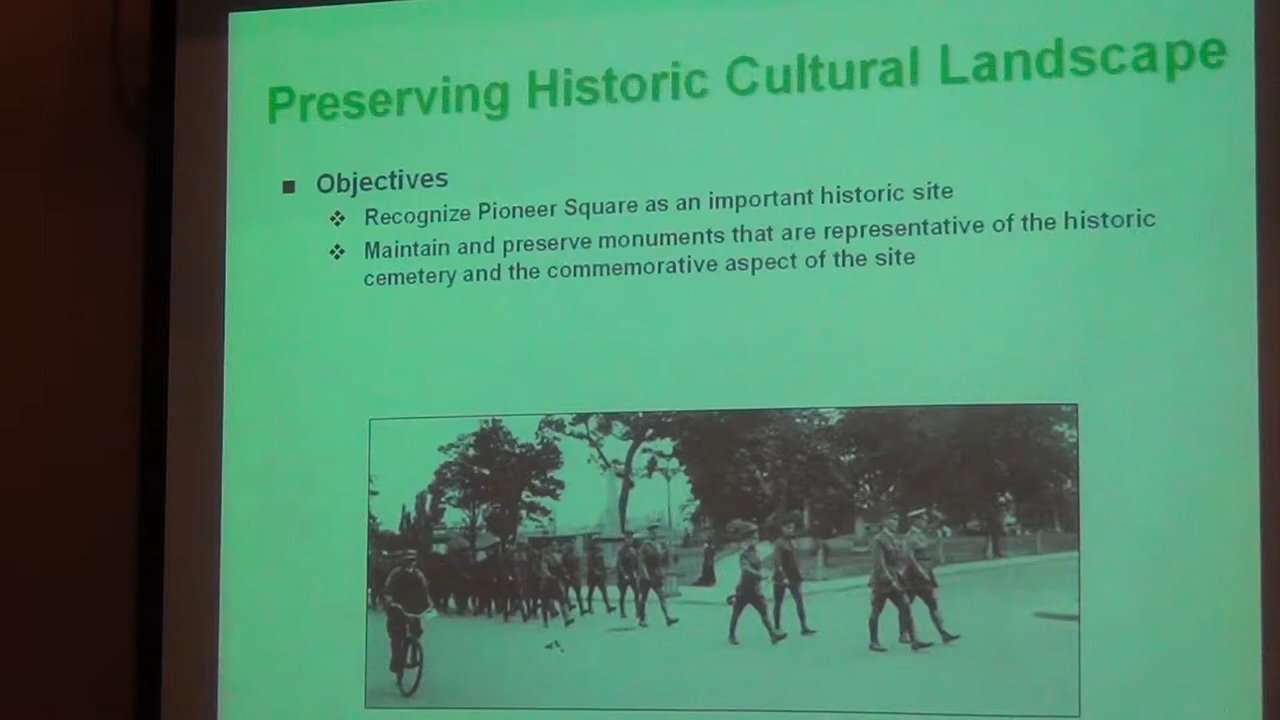 Preserving Historic Cultural Landscape
Objectives
Recognize Pioneer Square as an important historic site
Maintain and preserve monuments that are representative of the historic
cemetery and the commemorative aspect of the site